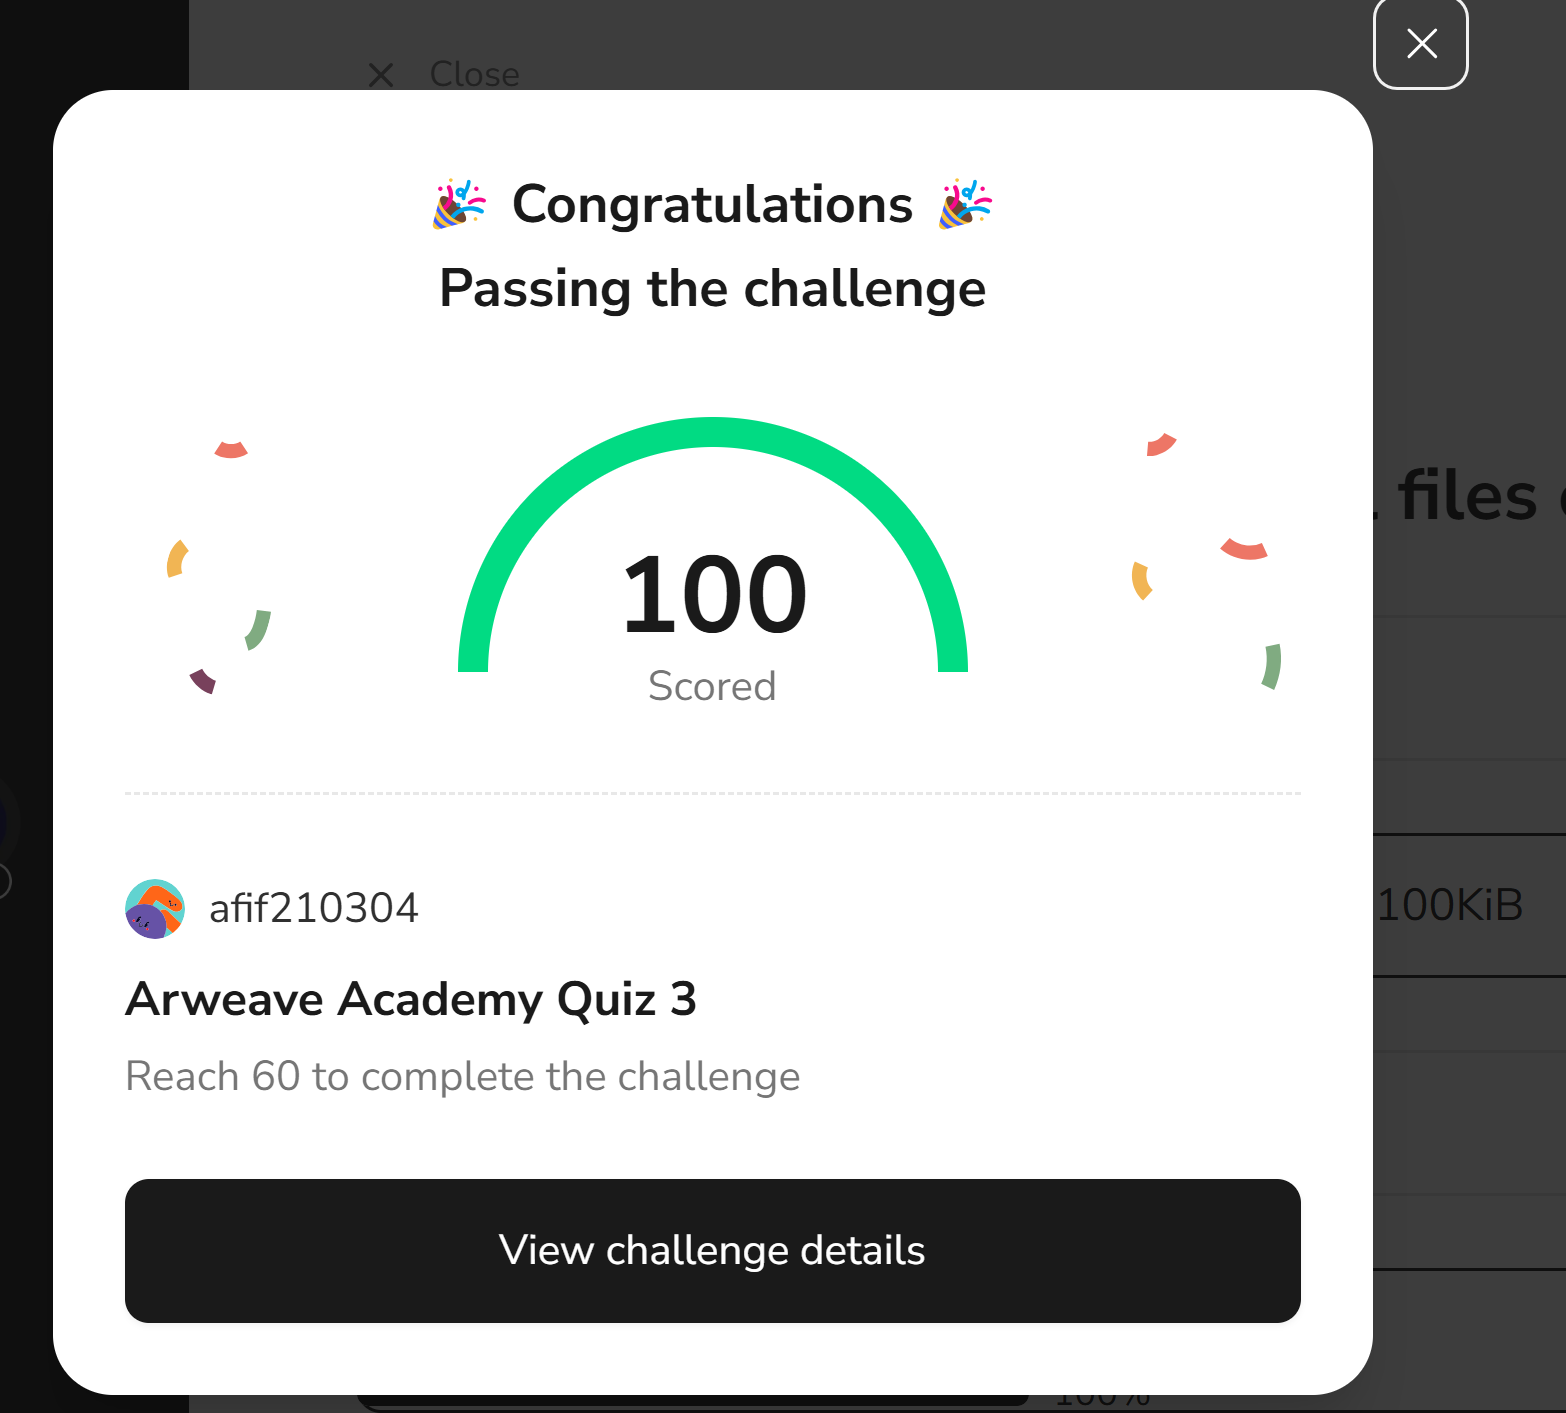 Close
🎉 Congratulations 🎉
Passing the challenge
files
100
Scored
afif210304
100KiB
Arweave Academy Quiz 3
Reach 60 to complete the challenge
View challenge details
100%